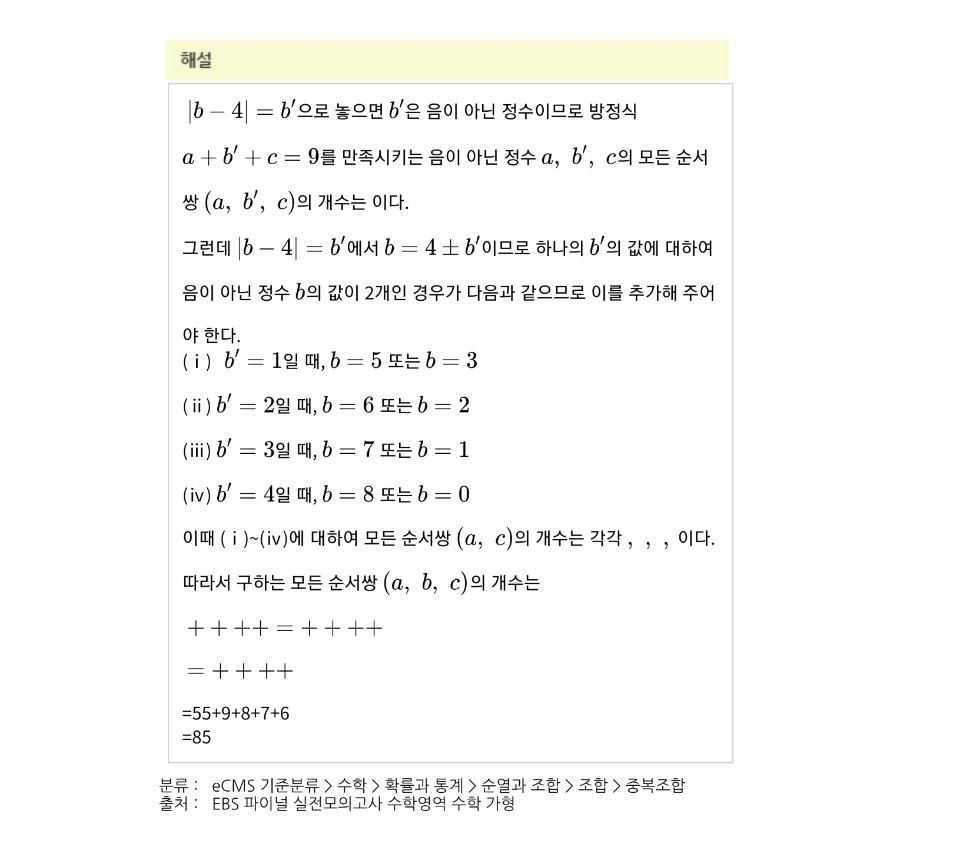 해설
|b − 4| = b′으로 놓으면 b′은 음이 아닌 정수이므로 방정식
a + b′ + c = 9를 만족시키는 음이 아닌 정수 a, b′, c의 모든 순서
쌍 (a, b′, c)의 개수는 이다.
그런데 |b − 4| = b′에서 b = 4 ± b′이므로 하나의 b′의 값에 대하여
음이 아닌 정수 b의 값이 2개인 경우가 다음과 같으므로 이를 추가해 주어
야 한다.
(ⅰ) b′ = 1일 때, b = 5 또는 b = 3
(ⅱ) b′ = 2일 때, b = 6 또는 b = 2
(ⅲ) b′ = 3일 때, b = 7 또는 b = 1
(ⅳ) b′ = 4일 때, b = 8 또는 b = 0
이때 (ⅰ)~(ⅳ)에 대하여 모든 순서쌍 (a, c)의 개수는 각각 , , , 이다.
따라서 구하는 모든 순서쌍 (a, b, c)의 개수는
+ + + + = + + + +
= + + + +
=55+9+8+7+6
=85
분류 : eCMS 기준분류 > 수학 > 확률과 통계 > 순열과 조합 > 조합 > 중복조합
출처 : EBS 파이널 실전모의고사 수학영역 수학 가형